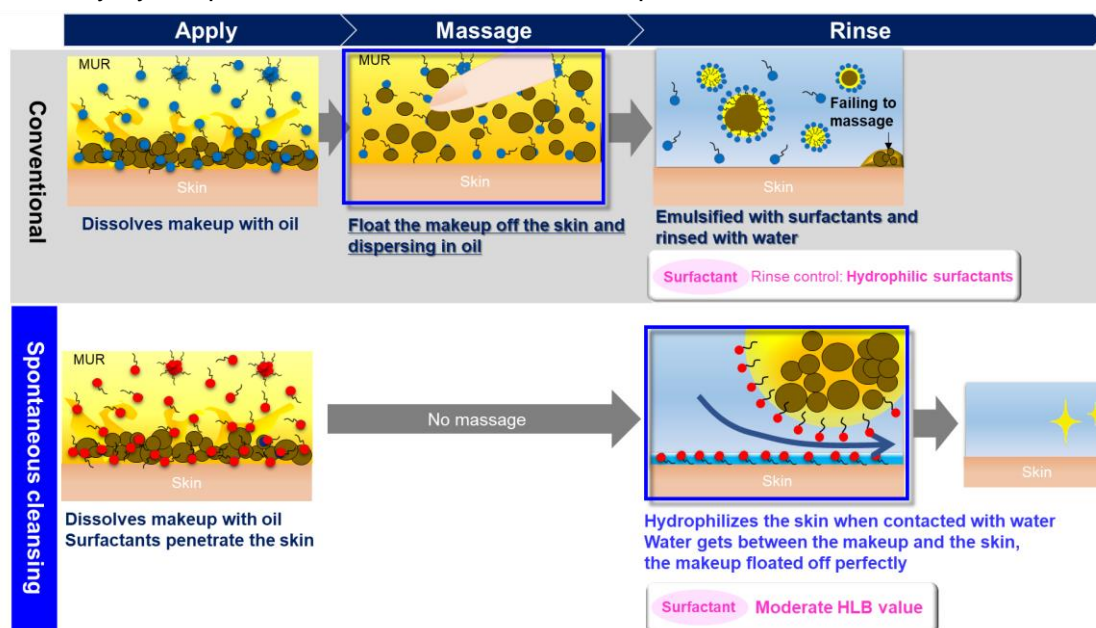 Apply
Massage
Rinse
Conventional
MUR
Skin
Dissolves makeup with oil
MUR
Skin
Float the makeup off the skin and
dispersing in oil
Failing to
massage
Skin
Emulsified with surfactants and
rinsed with water
Surfactant Rinse control: Hydrophilic surfactants
Spontaneous cleansing
MUR
Skin
Dissolves makeup with oil
Surfactants penetrate the skin
No massage
Skin
Hydrophilizes the skin when contacted with water
Water gets between the makeup and the skin,
the makeup floated off perfectly
Surfactant Moderate HLB value
Skin